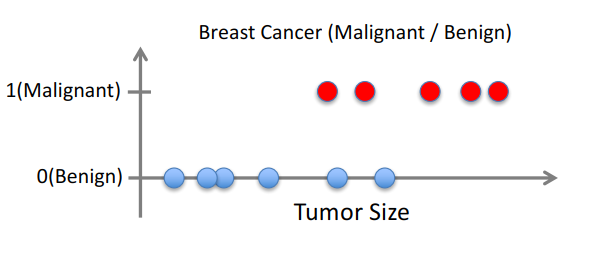 Breast Cancer (Malignant / Benign)
1(Malignant)
0(Benign)
Tumor Size